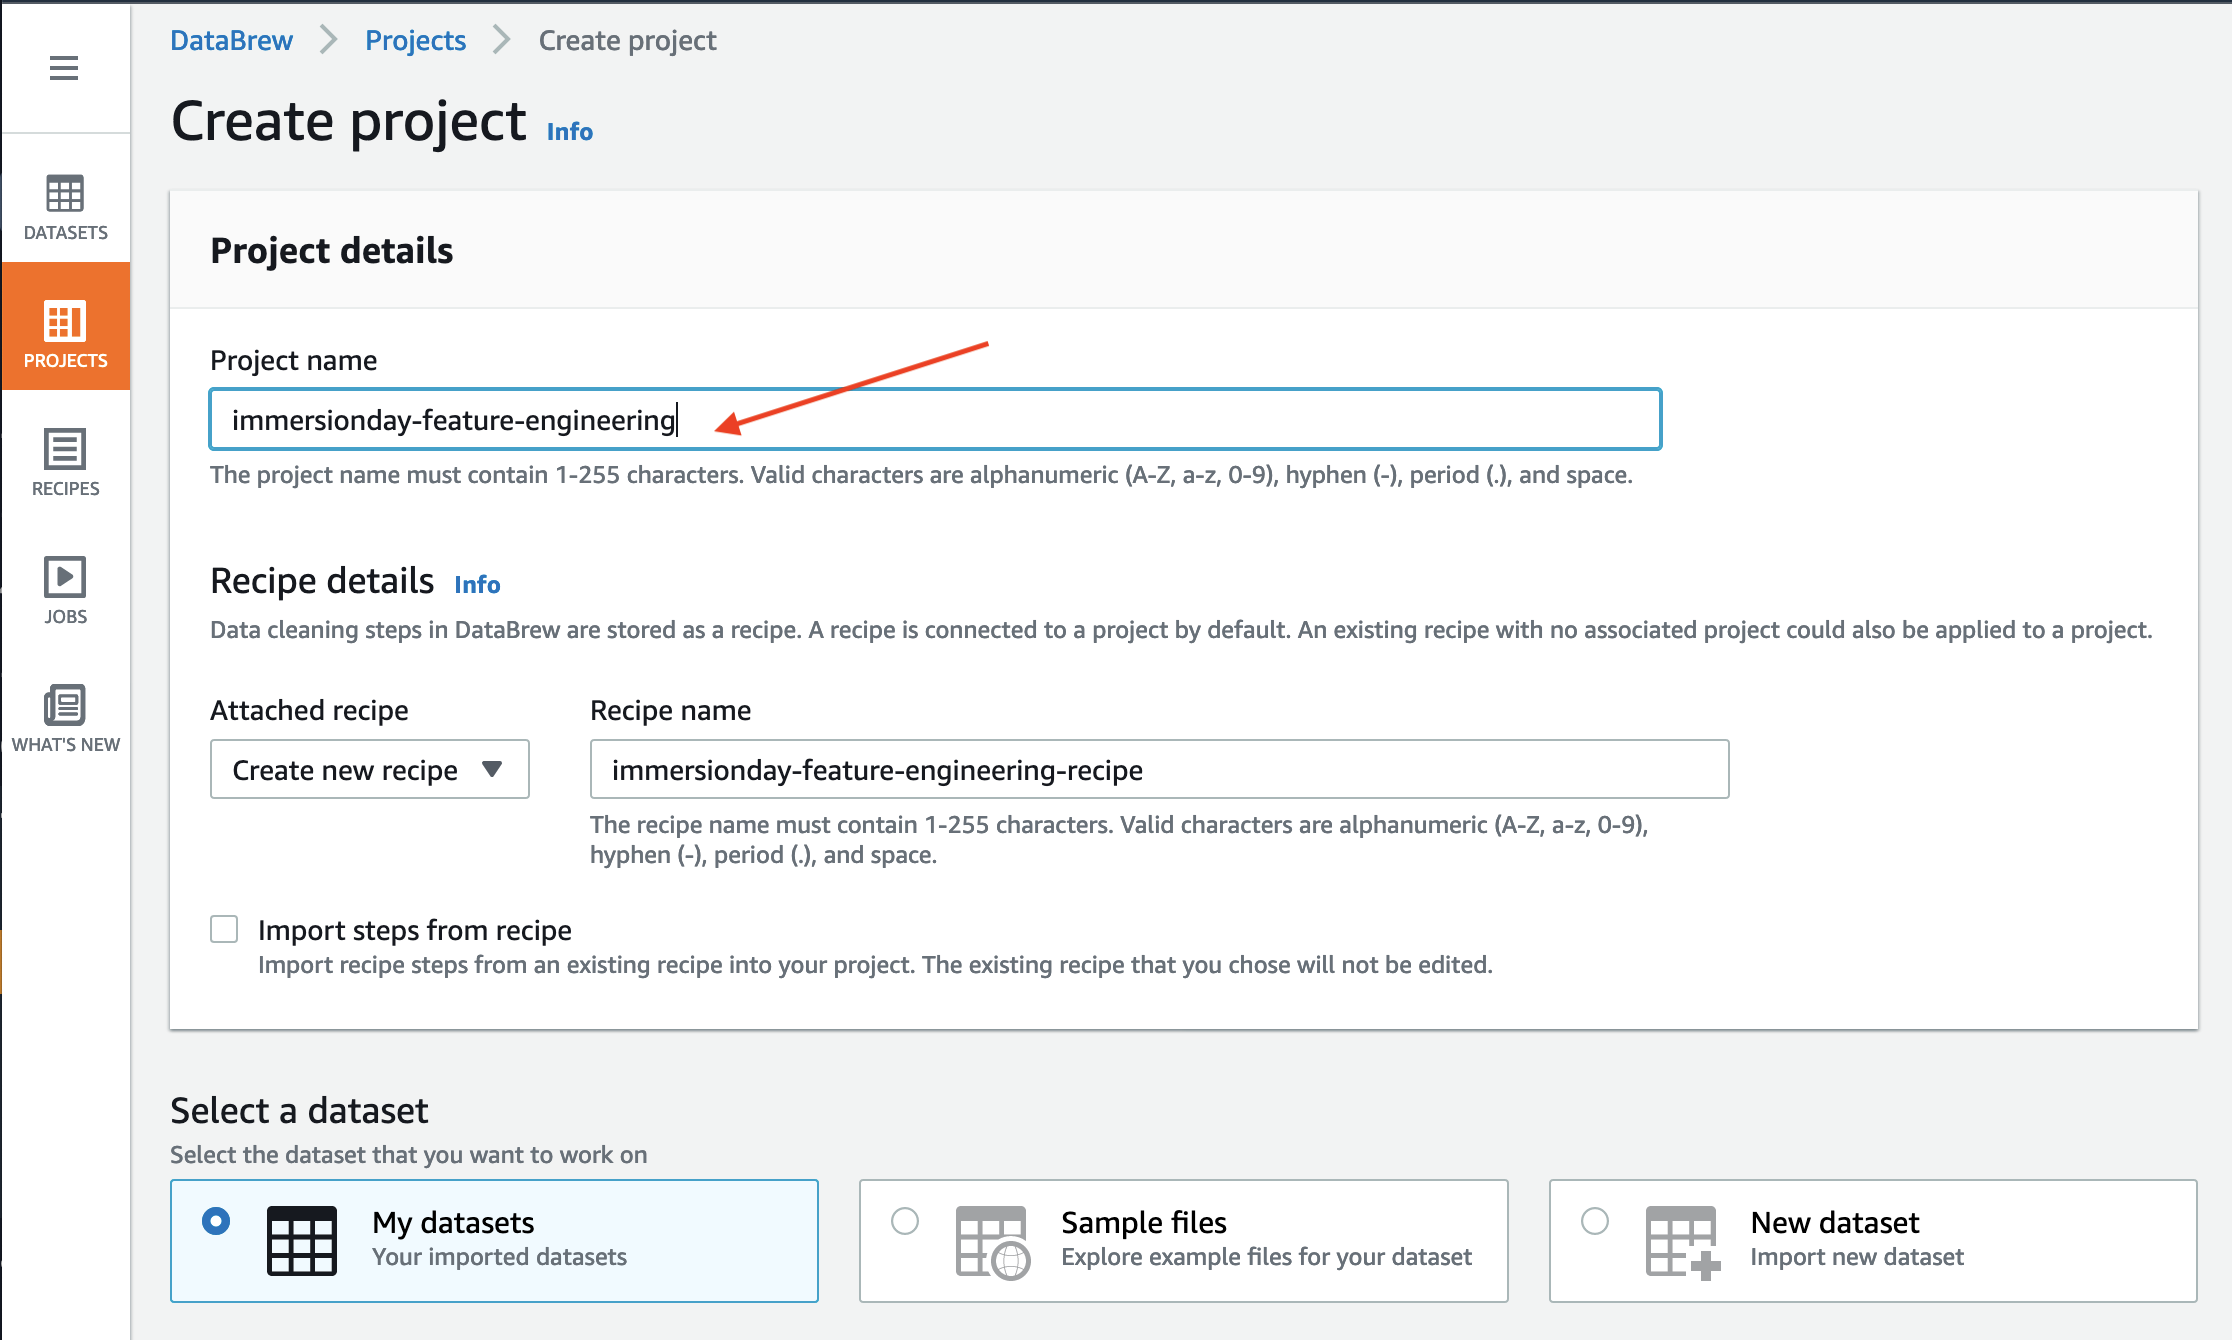 DataBrew Projects Create project
Create project Info
DATASETS
PROJECTS
RECIPES
JOBS
WHAT'S NEW
Project details
Project name
immersionday-feature-engineering
The project name must contain 1-255 characters. Valid characters are alphanumeric (A-Z, a-z, 0-9), hyphen (-), period (.), and space.
Recipe details Info
Data cleaning steps in DataBrew are stored as a recipe. A recipe is connected to a project by default. An existing recipe with no associated project could also be applied to a project.
Attached recipe
Create new recipe
Recipe name
immersionday-feature-engineering-recipe
The recipe name must contain 1-255 characters. Valid characters are alphanumeric (A-Z, a-z, 0-9),
hyphen (-), period (.), and space.
Import steps from recipe
Import recipe steps from an existing recipe into your project. The existing recipe that you chose will not be edited.
Select a dataset
Select the dataset that you want to work on
My datasets
Your imported datasets
Sample files
Explore example files for your dataset
New dataset
Import new dataset